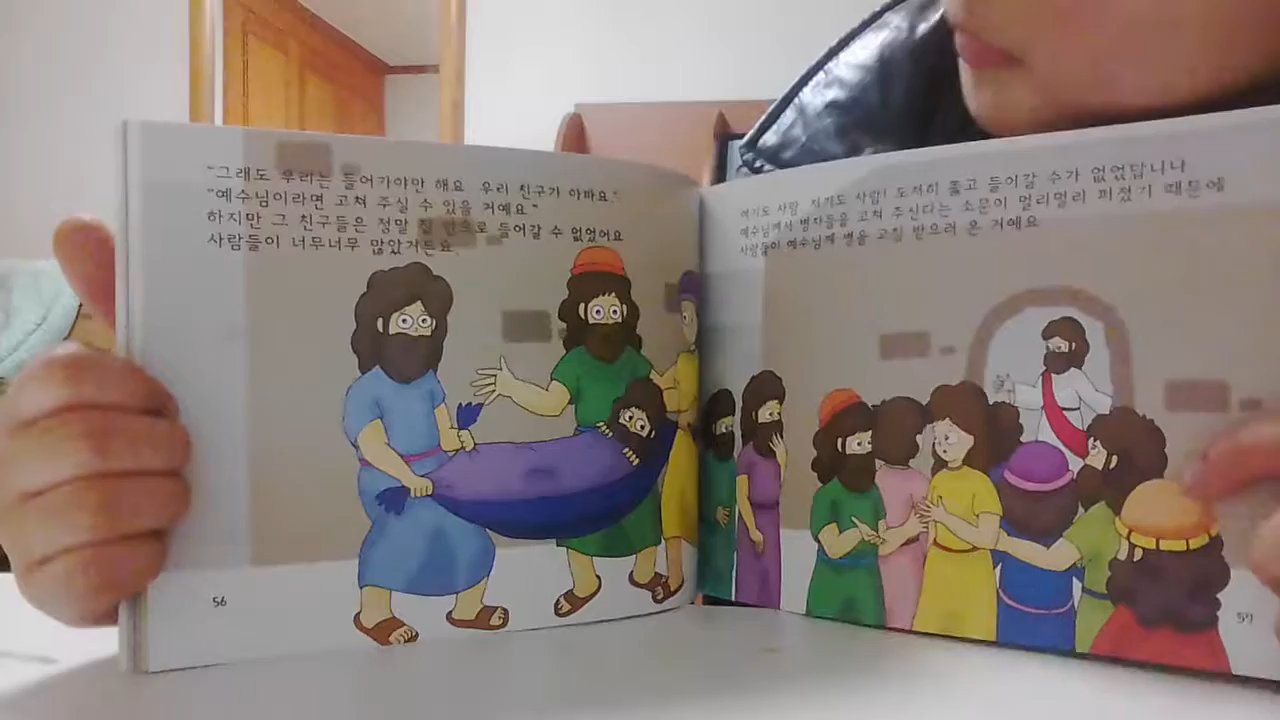 "그래도 우리는 들어가야만 해요 우리 친구가 아파요."
"예수님이라면 고쳐 주실 수 있을 거예요"
하지만 그 친구들은 정말 집 안으로 들어갈 수 없었어요
사람들이 너무너무 많았거든요.
56
여기도 사람 저기도 사람! 도저히 뚫고 들어갈 수가 없었답니다
예수님께서 병자들을 고쳐 주신다는 소문이 멀리멀리 퍼졌기 때문에
사람들이 예수님께 병을 고침 받으러 온 거예요